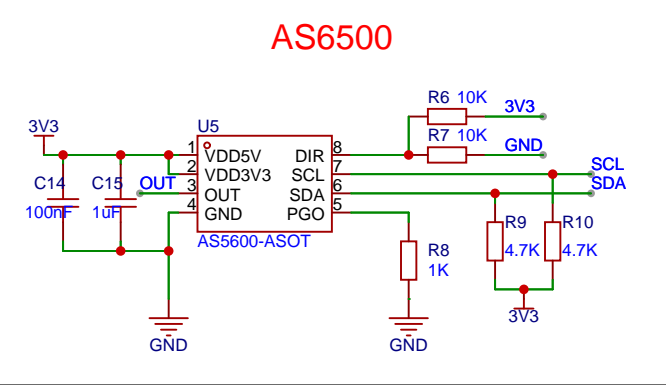 AS6500
R6 10K
3V3
3V3
U5
R7 10K
GND
1 VDD5V DIR 8
2 VDD3V3 SCL 7
SCL
C14 C15 OUT 3 OUT SDA 6
SDA
100nF 1uF 4 GND PGO 5
AS5600-ASOT
R8
1K
R9 R10
4.7K 4.7K
3V3
GND GND